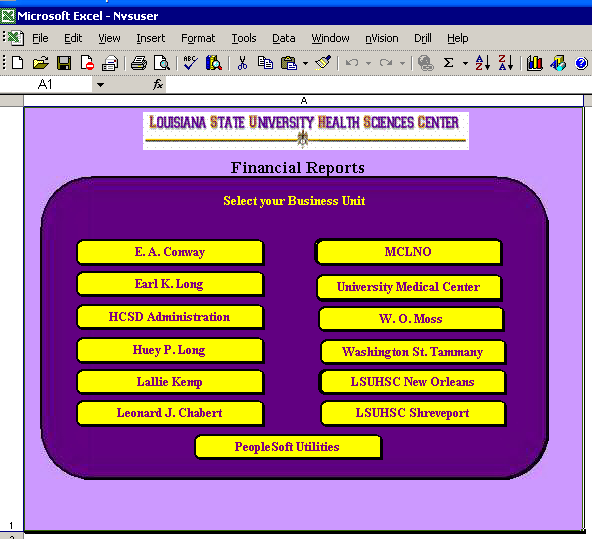 Microsoft Excel - Nvsuser
File Edit View Insert Format Tools Data Window nVision Drill Help
A1 fx
A
LOUISIANA STATE UNIVERSITY HEALTH SCIENCES CENTER
Financial Reports
Select your Business Unit
E. A. Conway MCLNO
Earl K. Long University Medical Center
HCSD Administration W. O. Moss
Huey P. Long Washington St. Tammany
Lallie Kemp LSUHSC New Orleans
Leonard J. Chabert LSUHSC Shreveport
PeopleSoft Utilities
1